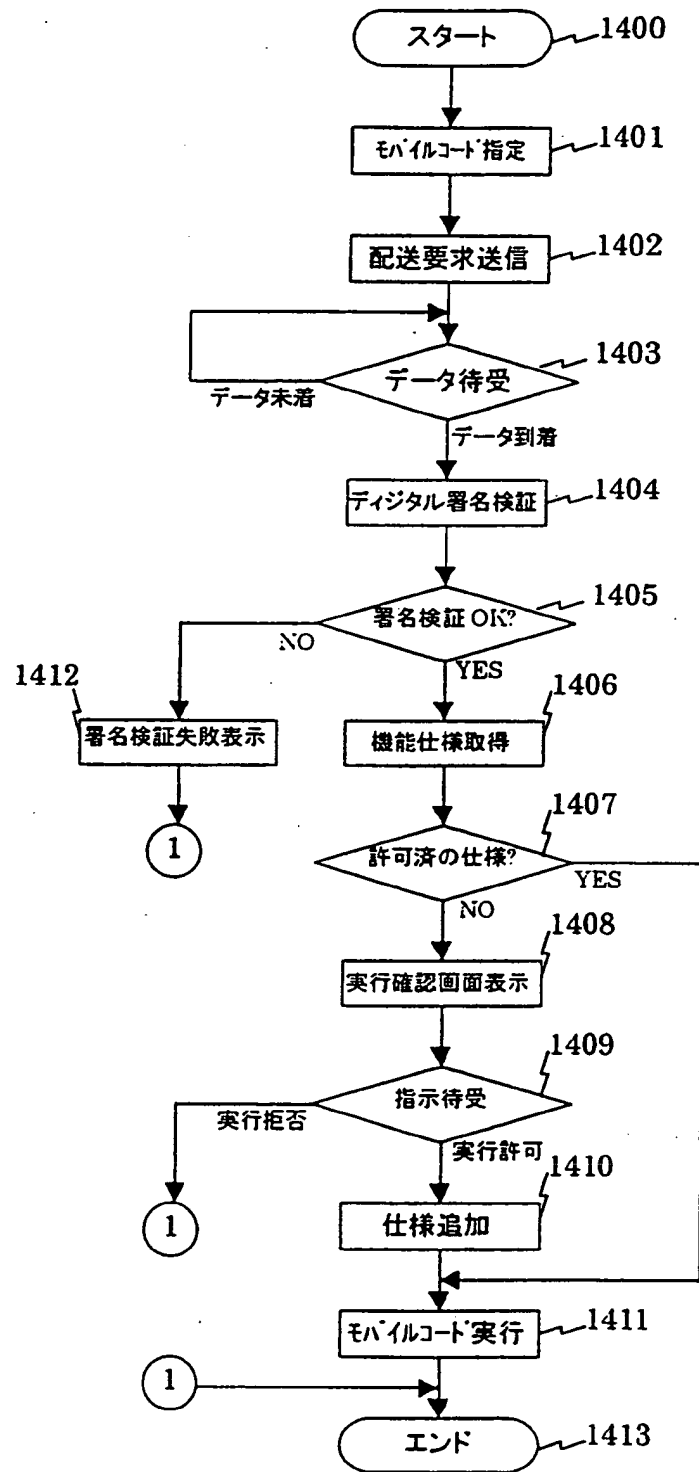 スタート
1400
モバイルコード指定
1401
配送要求送信
1402
データ待受
1403
データ未着
データ到着
ディジタル署名検証
1404
署名検証OK?
1405
NO
YES
1412
署名検証失敗表示
1406
機能仕様取得
1
1407
許可済の仕様?
YES
NO
1408
実行確認画面表示
1409
指示待受
実行拒否
実行許可
1410
1
仕様追加
モバイルコード実行
1411
1
エンド
1413